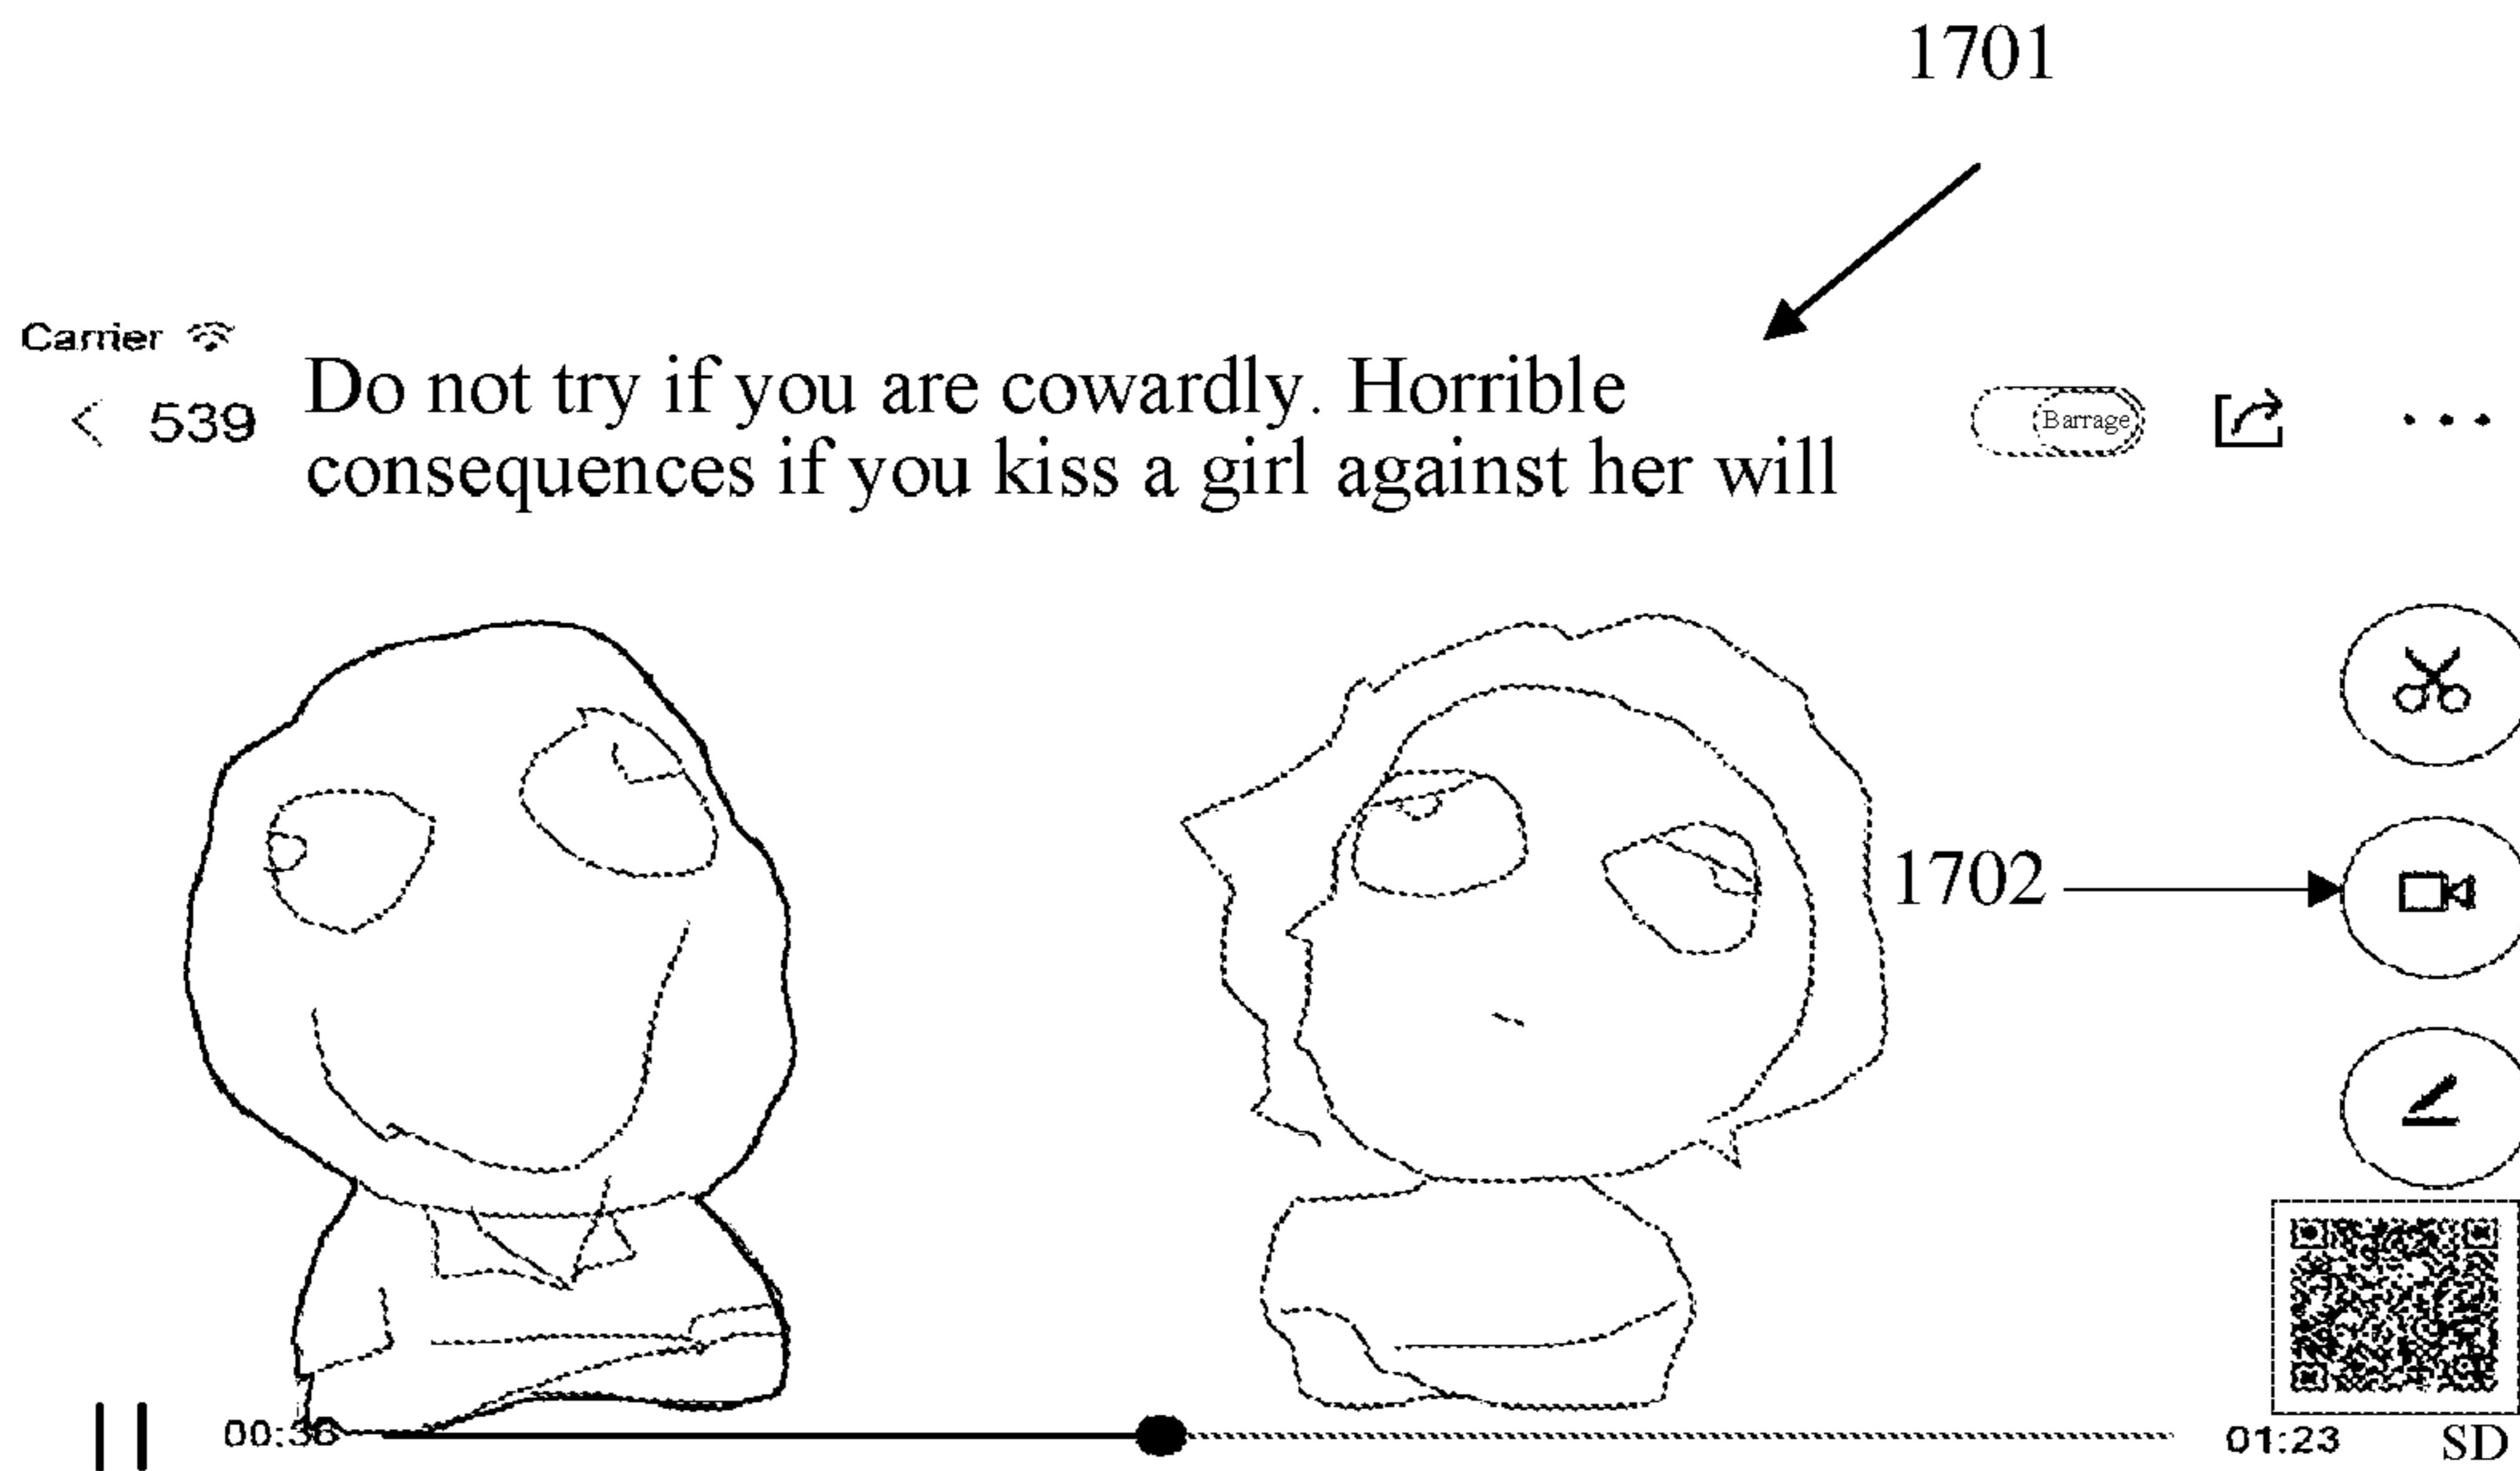 1701
Carrier
539
Do not try if you are cowardly. Horrible
consequences if you kiss a girl against her will
Barrage
1702
00:36
01:23
SD